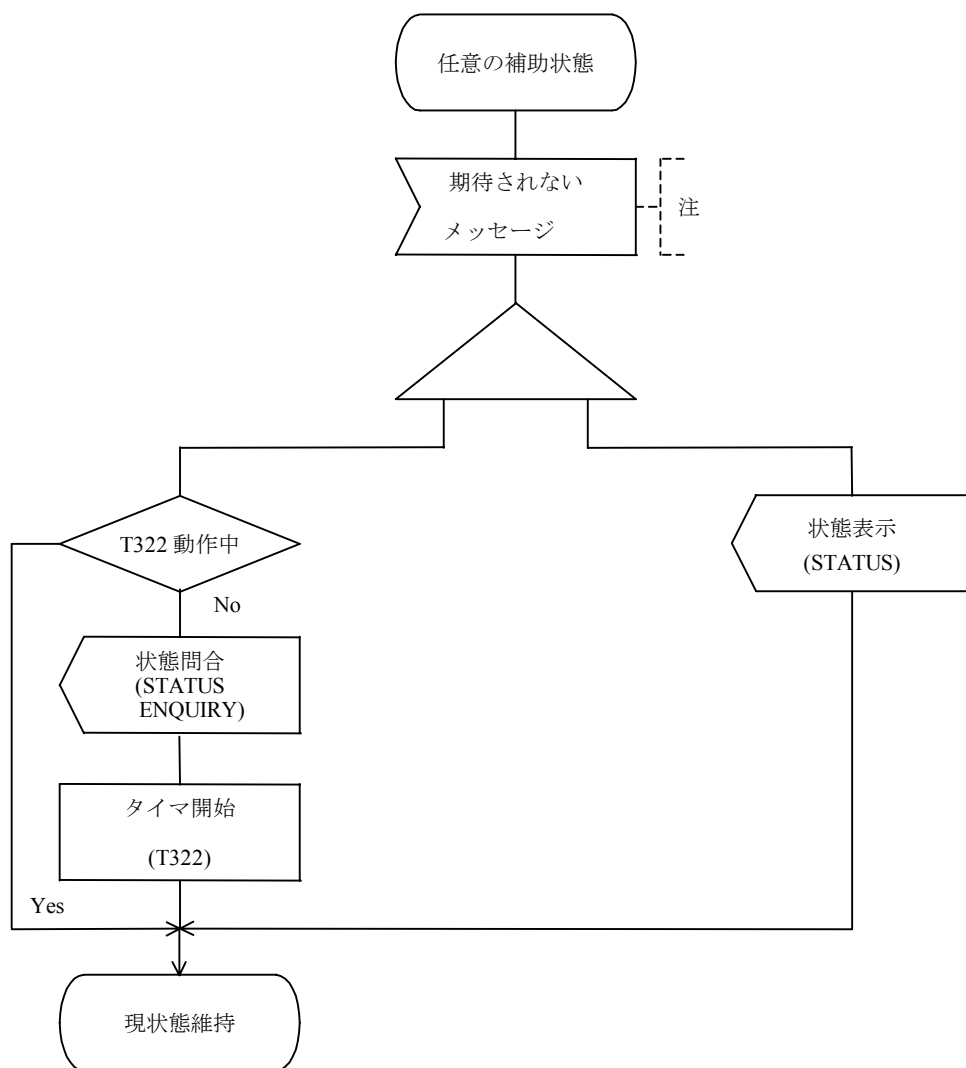 任意の補助状態
期待されない
メッセージ
注
T322 動作中
No
状態問合
(STATUS
ENQUIRY)
タイマ開始
(T322)
Yes
状態表示
(STATUS)
現状態維持